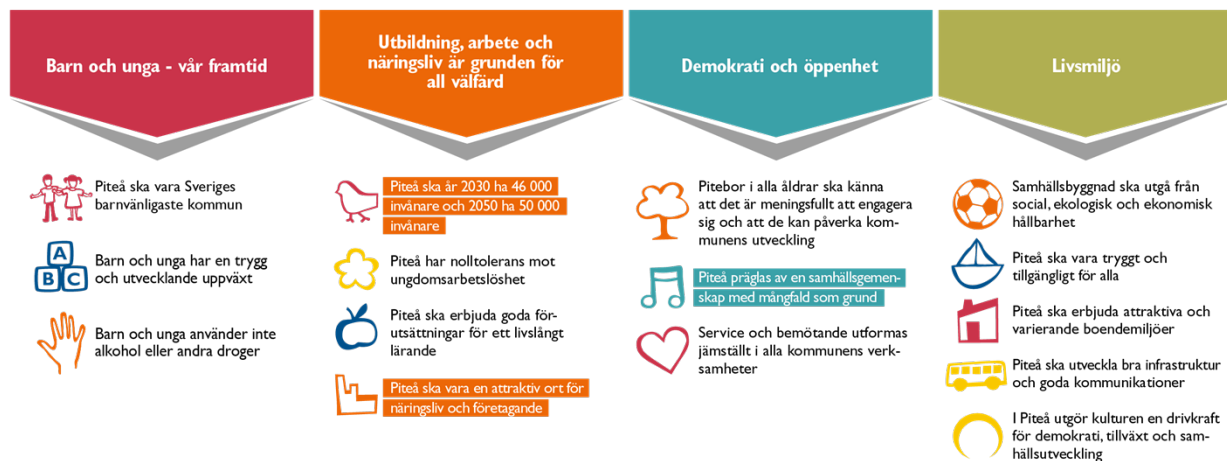 Barn och unga - vår framtid
Piteå ska vara Sveriges
barnvänligaste kommun
A
B C
Barn och unga har en trygg
och utvecklande uppväxt
Barn och unga använder inte
alkohol eller andra droger
Utbildning, arbete och
näringsliv är grunden för
all välfärd
Piteå ska år 2030 ha 46 000
invånare och 2050 ha 50 000
invånare
Piteå har nolltolerans mot
ungdomsarbetslöshet
Piteå ska erbjuda goda för-
utsättningar för ett livslångt
lärande
Piteå ska vara en attraktiv ort för
näringsliv och företagande
Demokrati och öppenhet
Pitebor i alla åldrar ska känna
att det är meningsfullt att engagera
sig och att de kan påverka kom-
munens utveckling
Piteå präglas av en samhällsgemen-
skap med mångfald som grund
Service och bemötande utformas
jämställt i alla kommunens verk-
samheter
Livsmiljö
Samhällsbyggnad ska utgå från
social, ekologisk och ekonomisk
hållbarhet
Piteå ska vara tryggt och
tillgängligt för alla
Piteå ska erbjuda attraktiva och
varierande boendemiljöer
Piteå ska utveckla bra infrastruktur
och goda kommunikationer
I Piteå utgör kulturen en drivkraft
för demokrati, tillväxt och sam-
hällsutveckling